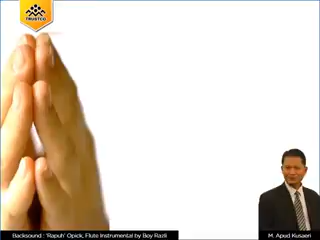 TRUSTCO
Backsound : 'Rapuh' Opick, Flute Instrumental by Boy Razli
M. Apud Kusaeri